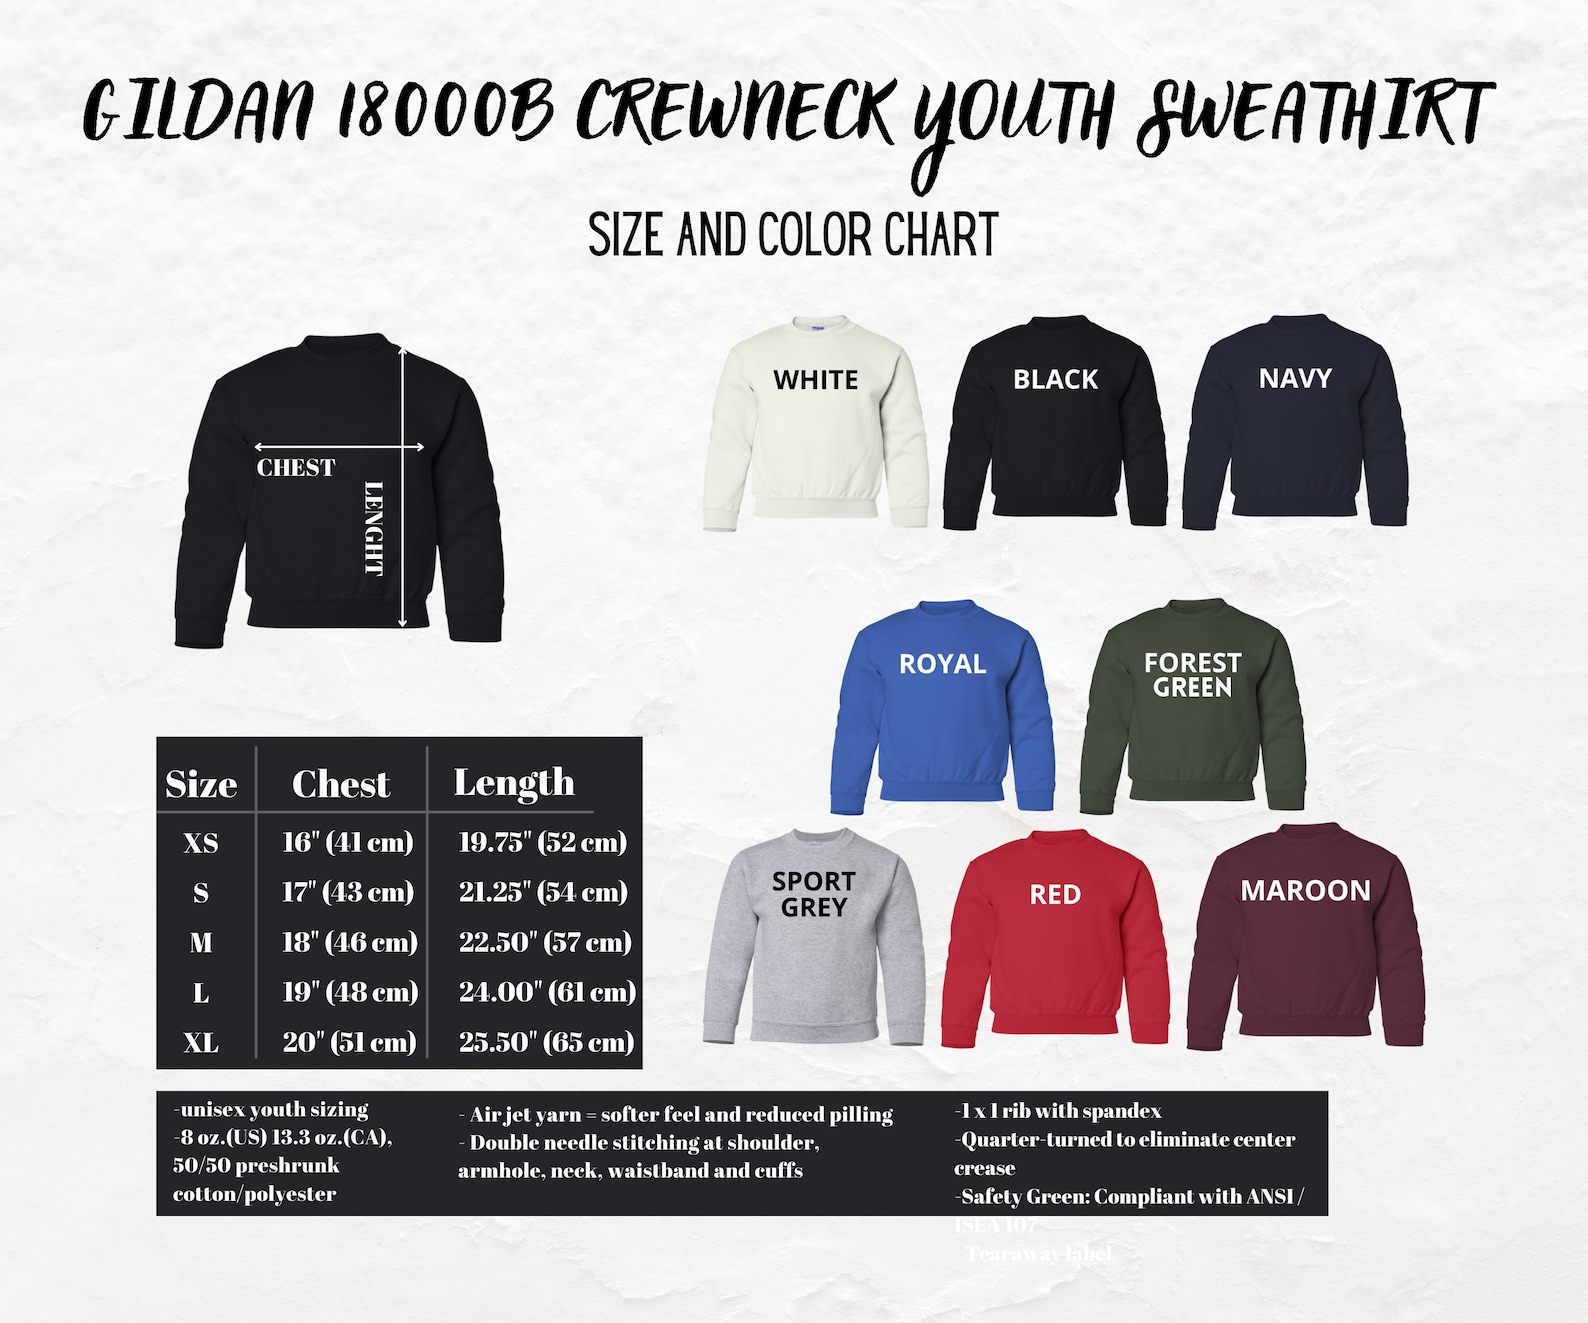 GILDAN 18000B CREWNECK YOUTH SWEATHIRT
SIZE AND COLOR CHART
CHEST
LENGHT
WHITE
BLACK
NAVY
ROYAL
FOREST
GREEN
SPORT
GREY
RED
MAROON
Size Chest Length
XS 16" (41 cm) 19.75" (52 cm)
S 17" (43 cm) 21.25" (54 cm)
M 18" (46 cm) 22.50" (57 cm)
L 19" (48 cm) 24.00" (61 cm)
XL 20" (51 cm) 25.50" (65 cm)
-unisex youth sizing
-8 oz.(US) 13.3 oz.(CA),
50/50 preshrunk
cotton/polyester
- Air jet yarn = softer feel and reduced pilling
- Double needle stitching at shoulder,
armhole, neck, waistband and cuffs
-1 x 1 rib with spandex
-Quarter-turned to eliminate center
crease
-Safety Green: Compliant with ANSI /
ISEA 107
- Tearaway label